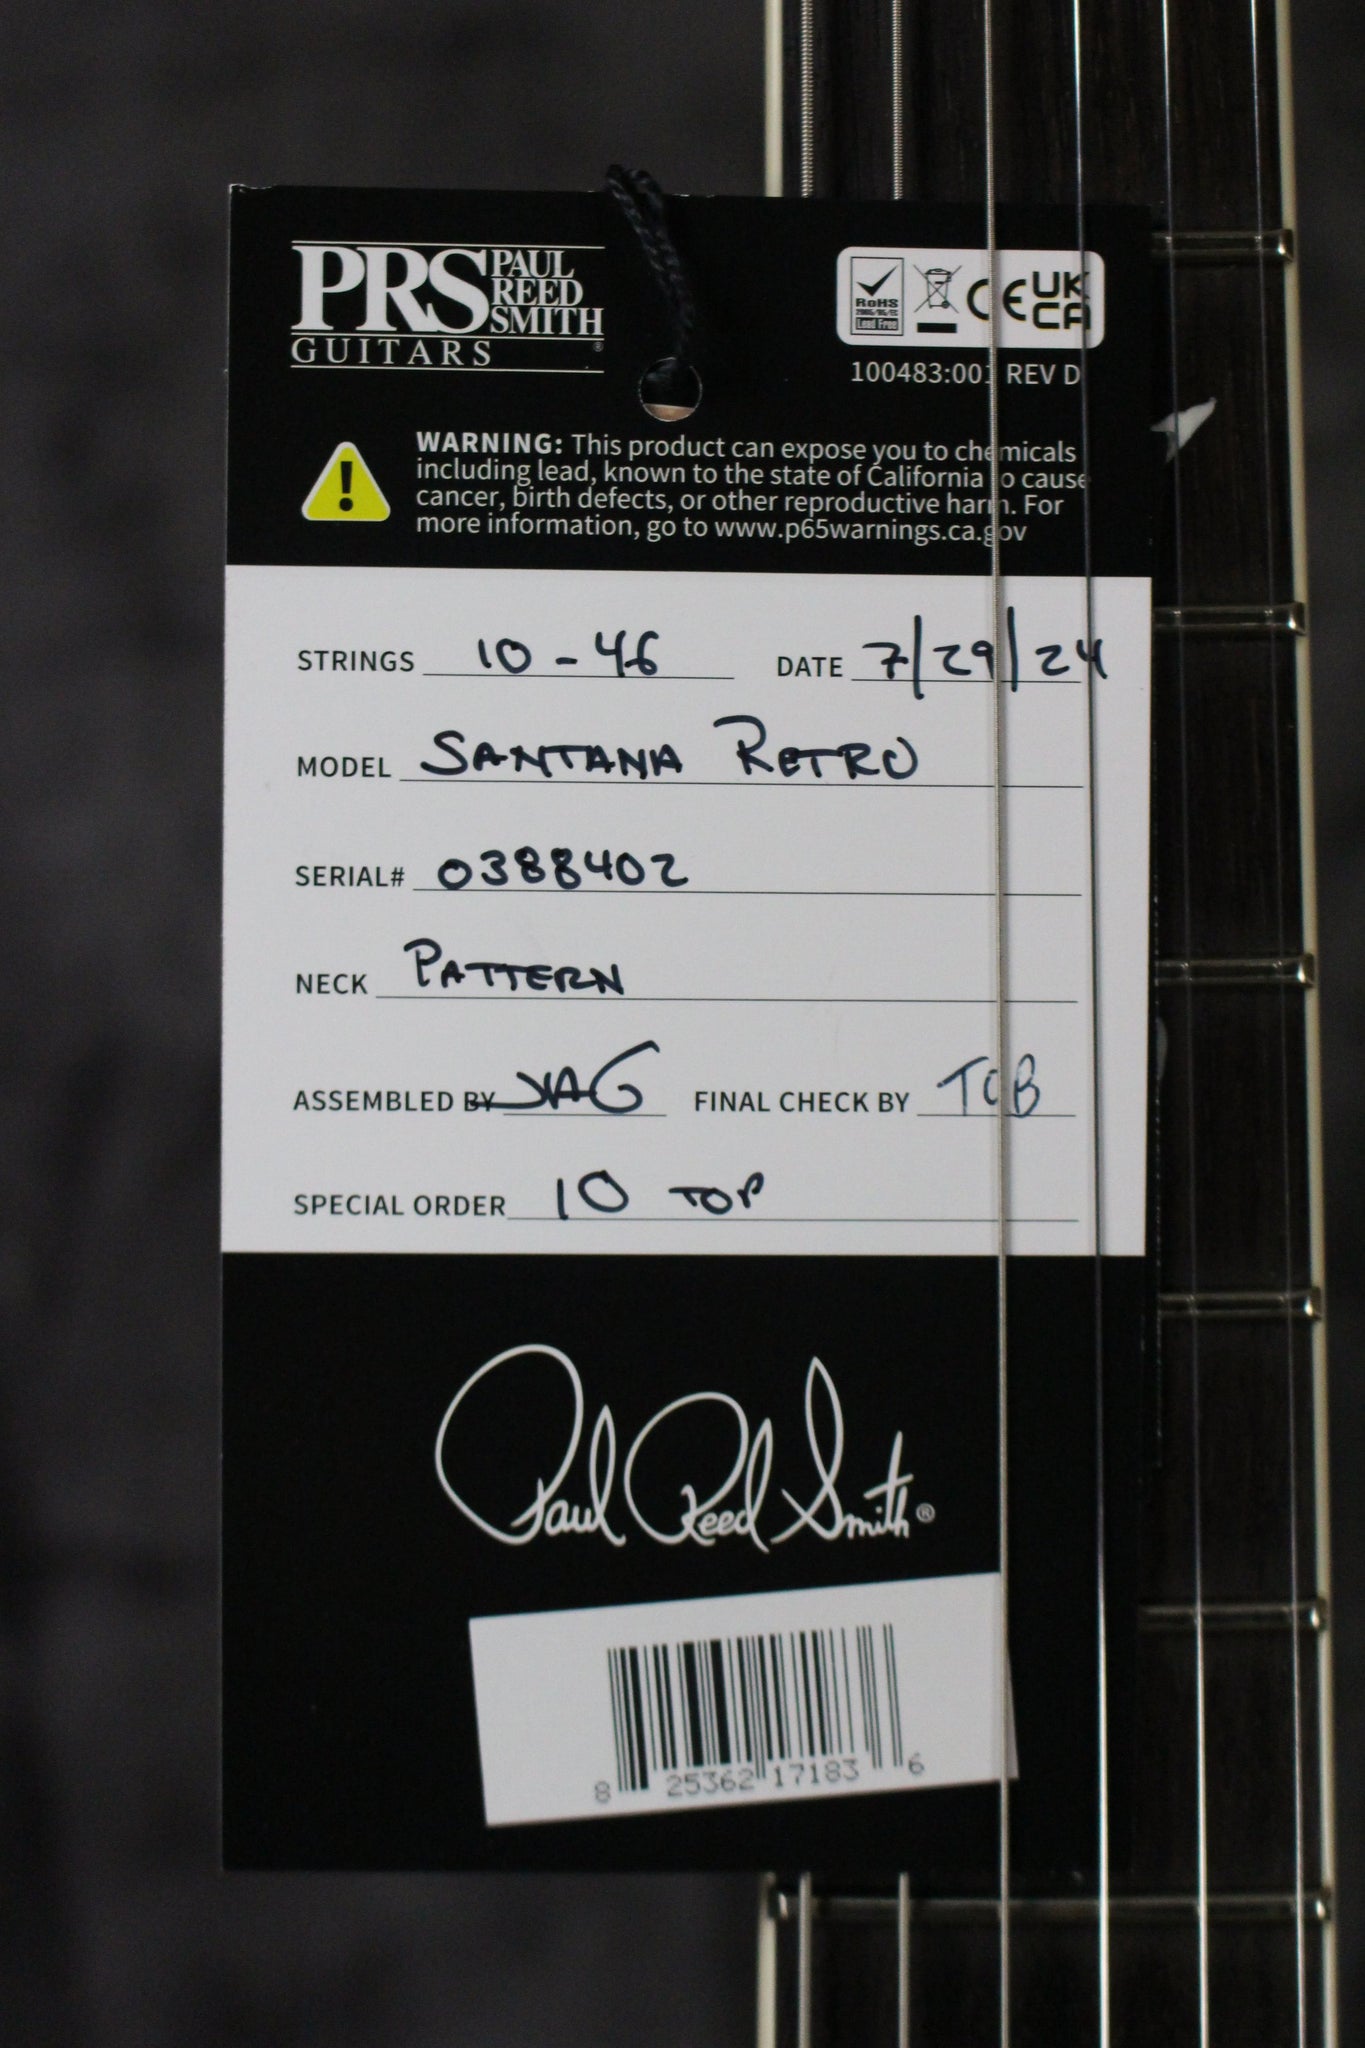 PRS PAUL REED SMITH
GUITARS ®
RoHS
2002/95/EC
Lead Free
CE UK CA
100483:001 REV D
WARNING: This product can expose you to chemicals
including lead, known to the state of California to cause
cancer, birth defects, or other reproductive harm. For
more information, go to www.p65warnings.ca.gov
STRINGS 10-46 DATE 7/29/24
MODEL SANTANA RETRO
SERIAL# 0388402
NECK PATTERN
ASSEMBLED BY JAG FINAL CHECK BY TCB
SPECIAL ORDER 10 TOP
Paul Reed Smith ®
8 25362 17183 6